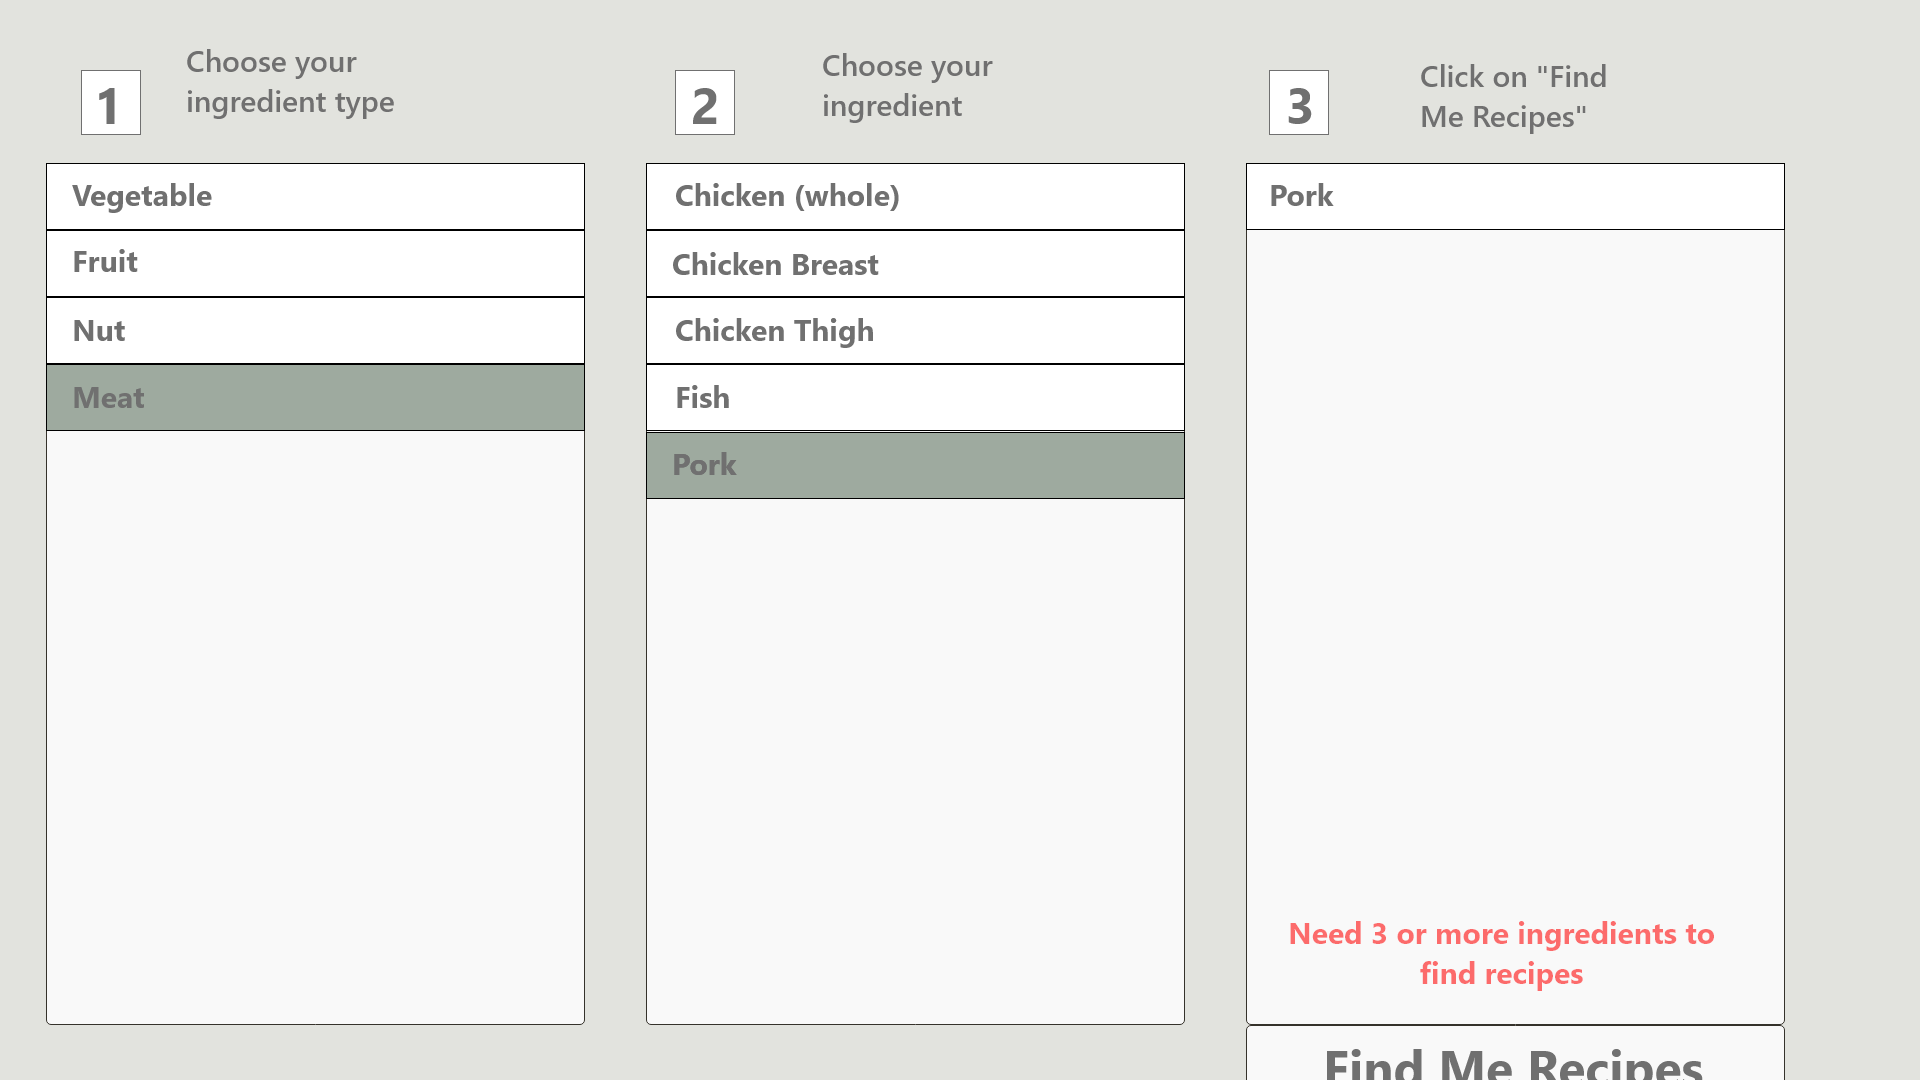 1
Choose your
ingredient type
2
Choose your
ingredient
3
Click on "Find
Me Recipes"
Vegetable
Fruit
Nut
Meat
Chicken (whole)
Chicken Breast
Chicken Thigh
Fish
Pork
Pork
Need 3 or more ingredients to
find recipes
Find Me Recipes